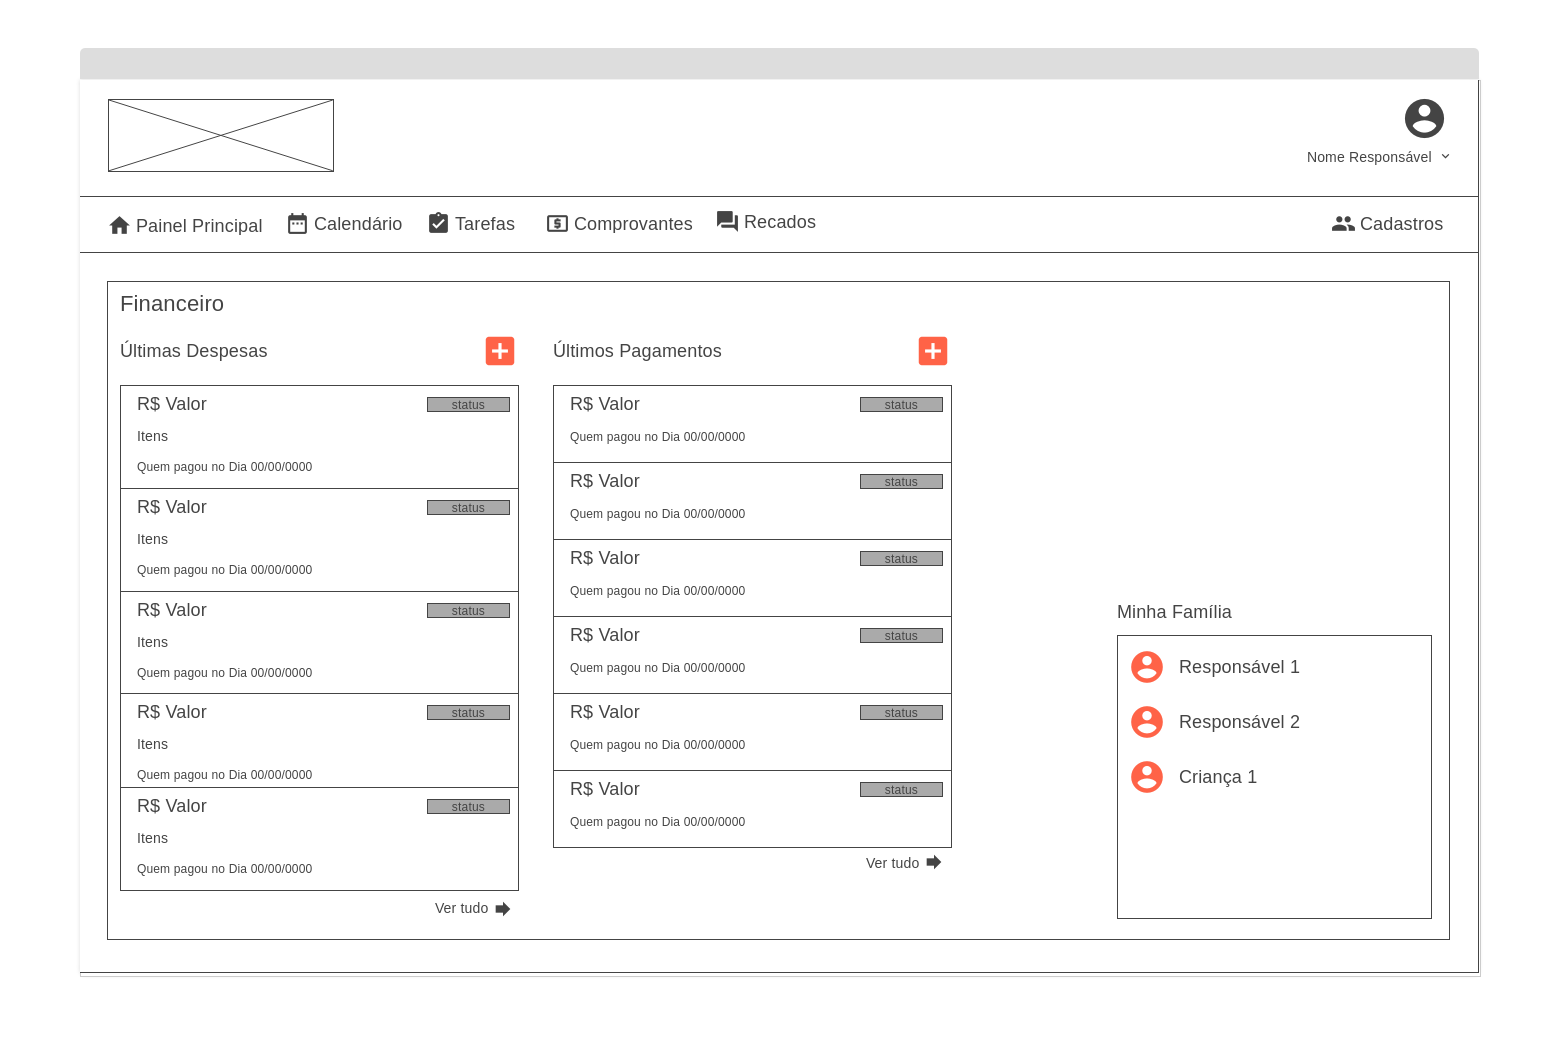 Nome Responsável
Painel Principal
Calendário
Tarefas
Comprovantes
Recados
Cadastros
Financeiro
Últimas Despesas
R$ Valor
status
Itens
Quem pagou no Dia 00/00/0000
R$ Valor
status
Itens
Quem pagou no Dia 00/00/0000
R$ Valor
status
Itens
Quem pagou no Dia 00/00/0000
R$ Valor
status
Itens
Quem pagou no Dia 00/00/0000
R$ Valor
status
Itens
Quem pagou no Dia 00/00/0000
Ver tudo
Últimos Pagamentos
R$ Valor
status
Quem pagou no Dia 00/00/0000
R$ Valor
status
Quem pagou no Dia 00/00/0000
R$ Valor
status
Quem pagou no Dia 00/00/0000
R$ Valor
status
Quem pagou no Dia 00/00/0000
R$ Valor
status
Quem pagou no Dia 00/00/0000
R$ Valor
status
Quem pagou no Dia 00/00/0000
Ver tudo
Minha Família
Responsável 1
Responsável 2
Criança 1